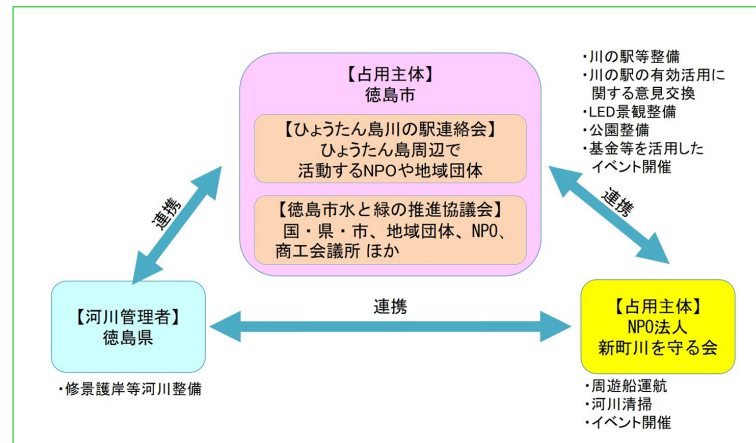 【占用主体】
徳島市
【ひょうたん島川の駅連絡会】
ひょうたん島周辺で
活動するNPOや地域団体
【徳島市水と緑の推進協議会】
国・県・市、地域団体、NPO、
商工会議所 ほか
・川の駅等整備
・川の駅の有効活用に
関する意見交換
・LED景観整備
・公園整備
・基金等を活用した
イベント開催
連携
連携
連携
【河川管理者】
徳島県
・修景護岸等河川整備
【占用主体】
NPO法人
新町川を守る会
・周遊船運航
・河川清掃
・イベント開催